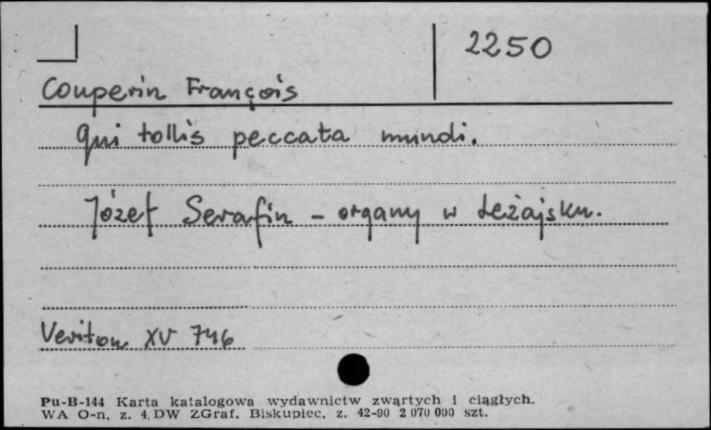 2250
Couperin François
Qui tollis peccata mundi.
Józef Serafin - organy w Leżajsku.
Veriton XV 746
Pu-B-144 Karta katalogowa wydawnictw zwartych i ciągłych.
WA O-n, z. 4, DW ZGraf. Biskupiec, z. 42-90 2 070 000 szt.